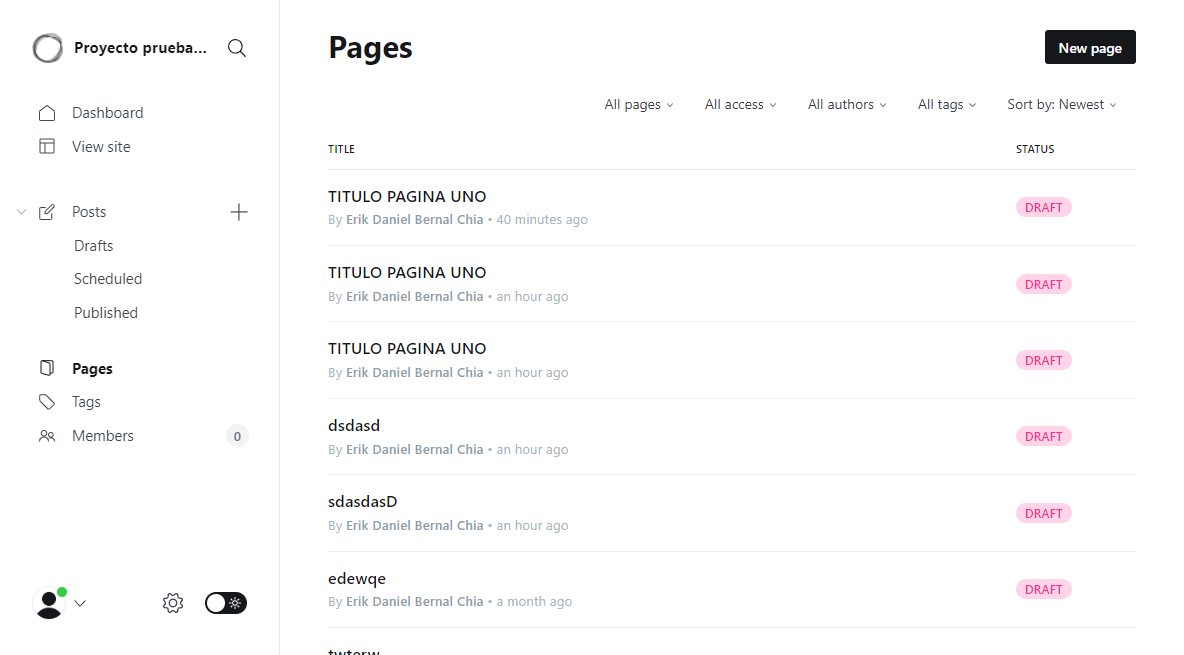 Proyecto prueba...
Dashboard
View site
Posts
Drafts
Scheduled
Published
Pages
Tags
Members 0
Pages
New page
All pages All access All authors All tags Sort by: Newest
TITLE STATUS
TITULO PAGINA UNO
By Erik Daniel Bernal Chia • 40 minutes ago
DRAFT
TITULO PAGINA UNO
By Erik Daniel Bernal Chia • an hour ago
DRAFT
TITULO PAGINA UNO
By Erik Daniel Bernal Chia • an hour ago
DRAFT
dsdasd
By Erik Daniel Bernal Chia • an hour ago
DRAFT
sdasdasD
By Erik Daniel Bernal Chia • an hour ago
DRAFT
edewqe
By Erik Daniel Bernal Chia • a month ago
DRAFT